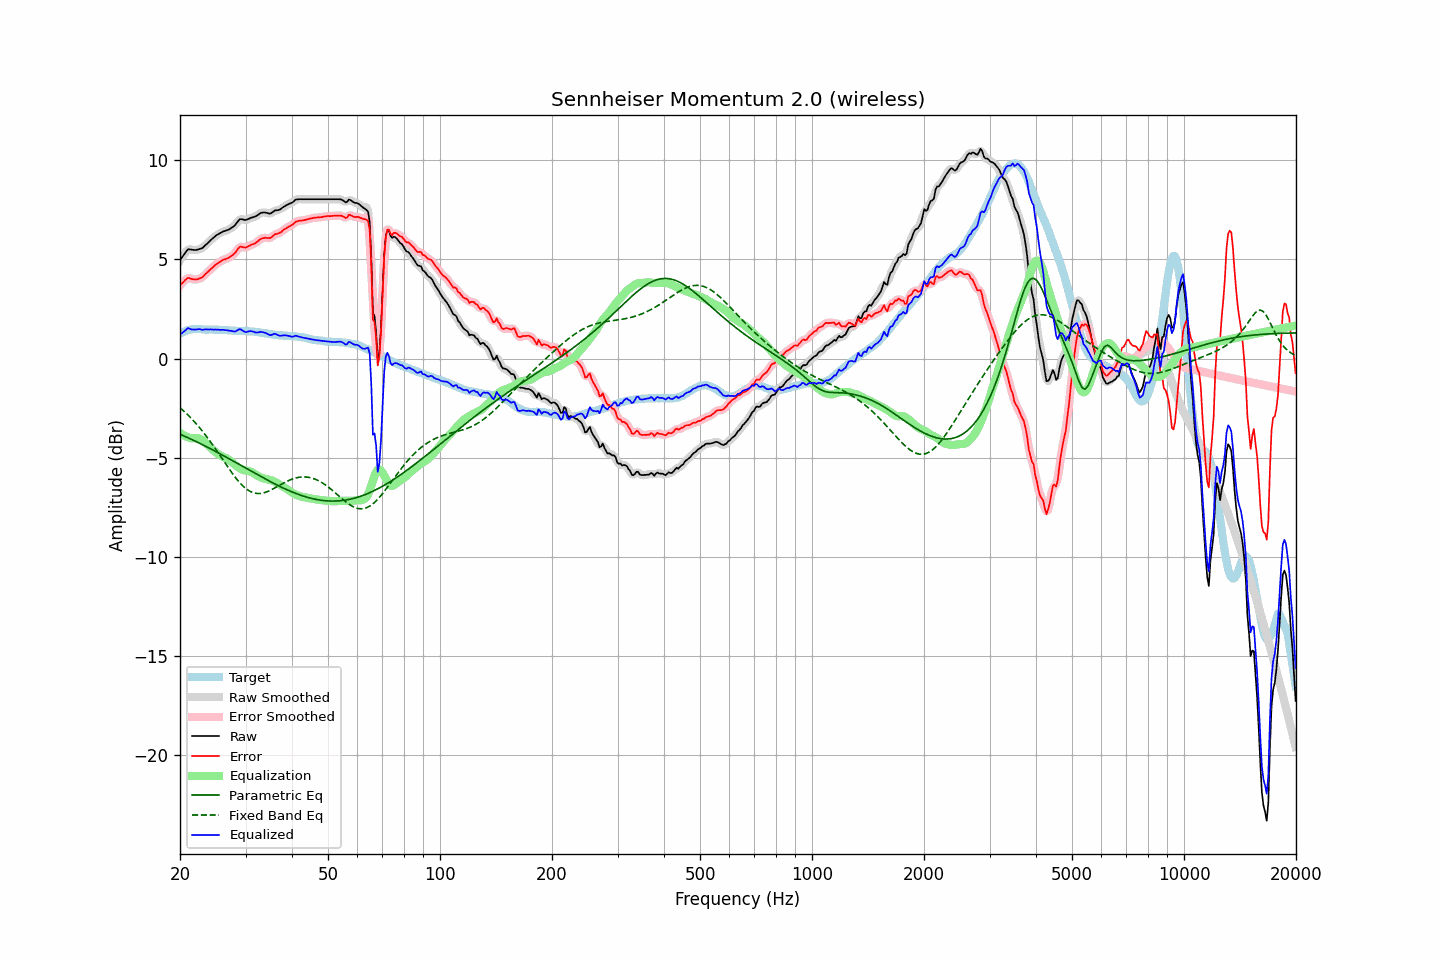 Sennheiser Momentum 2.0 (wireless)
Amplitude (dBr)
10
5
0
−5
−10
−15
−20
Target
Raw Smoothed
Error Smoothed
Raw
Error
Equalization
Parametric Eq
Fixed Band Eq
Equalized
20
50
100
200
500
1000
2000
5000
10000
20000
Frequency (Hz)